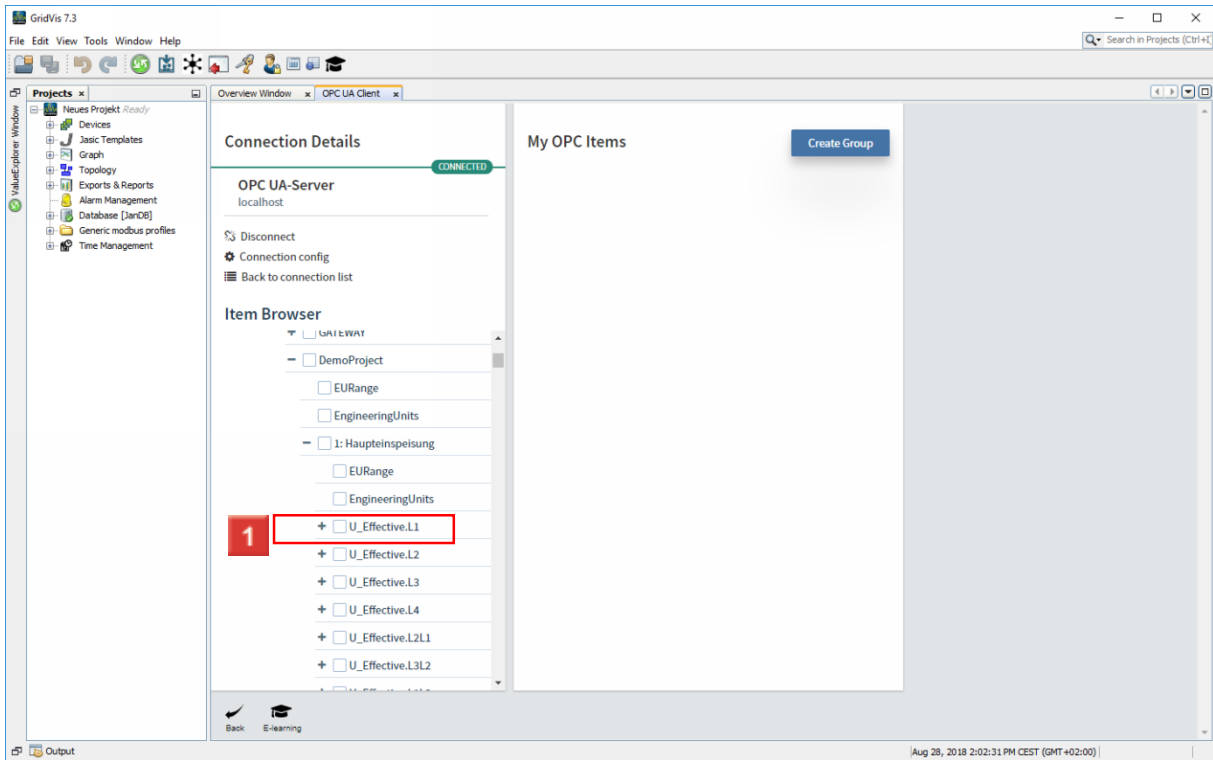 GridVis 7.3
File Edit View Tools Window Help
Search in Projects (Ctrl+I
ValueExplorer Window
Projects
Neues Projekt Ready
Devices
Jasic Templates
Graph
Topology
Exports & Reports
Alarm Management
Database [JanDB]
Generic modbus profiles
Time Management
Overview Window
OPC UA Client
Connection Details
CONNECTED
OPC UA-Server
localhost
Disconnect
Connection config
Back to connection list
Item Browser
GATEWAY
DemoProject
EURange
EngineeringUnits
1: Haupteinspeisung
EURange
EngineeringUnits
1
U_Effective.L1
U_Effective.L2
U_Effective.L3
U_Effective.L4
U_Effective.L2L1
U_Effective.L3L2
My OPC Items
Create Group
Back
E-learning
Output
Aug 28, 2018 2:02:31 PM CEST (GMT+02:00)